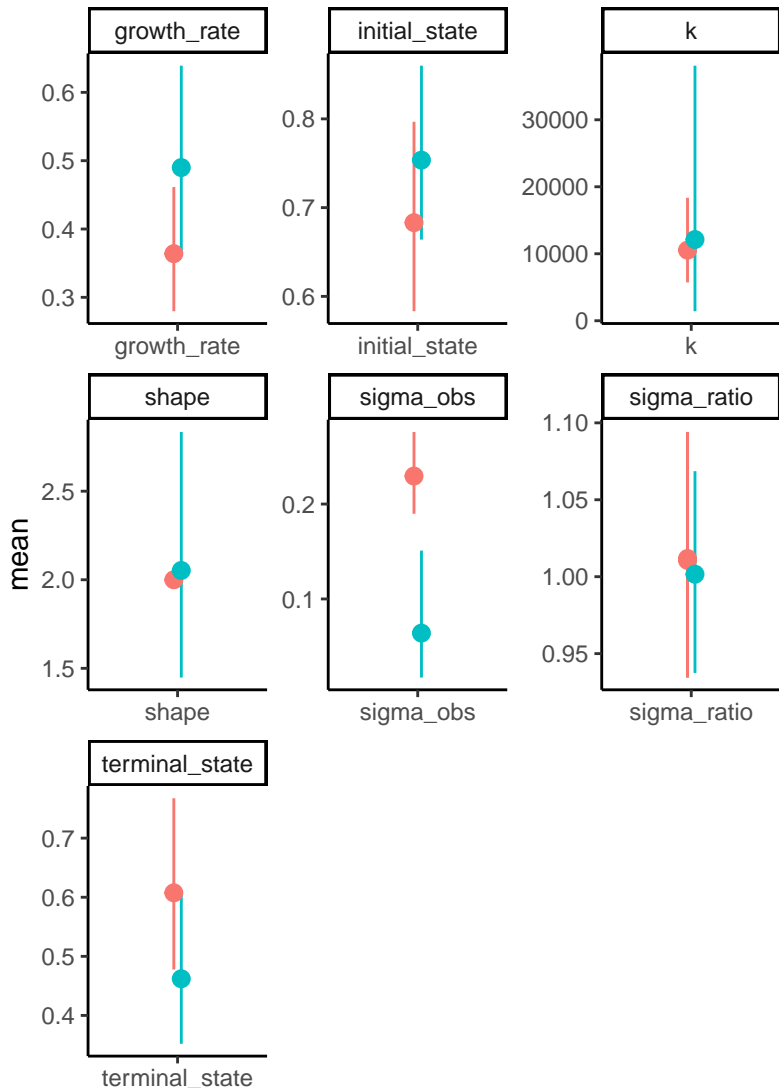 growth_rate
initial_state
k
0.6
0.5
0.4
0.3
0.8
0.7
0.6
30000
20000
10000
0
growth_rate
initial_state
k
shape
sigma_obs
sigma_ratio
mean
2.5
2.0
1.5
0.2
0.1
1.10
1.05
1.00
0.95
shape
sigma_obs
sigma_ratio
terminal_state
0.7
0.6
0.5
0.4
terminal_state